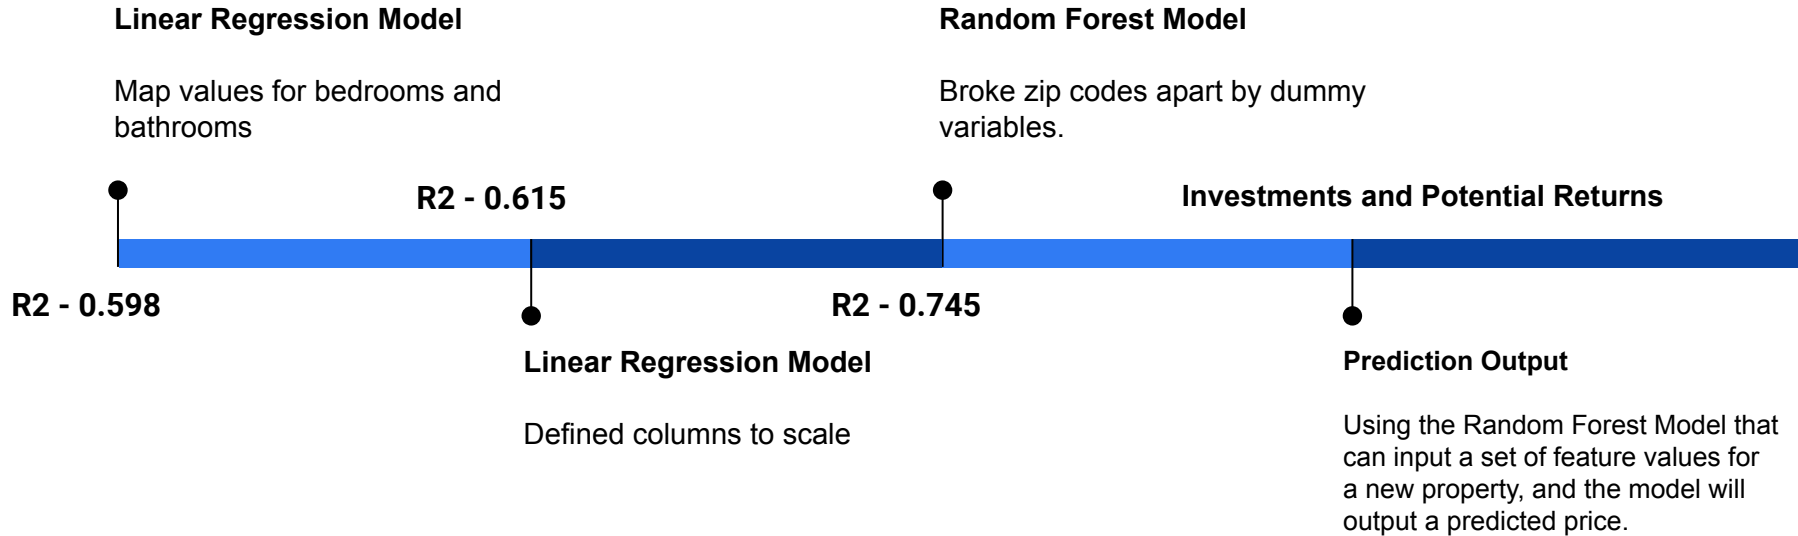 Linear Regression Model
Map values for bedrooms and
bathrooms
R2 - 0.598
R2 - 0.615
Linear Regression Model
Defined columns to scale
Random Forest Model
Broke zip codes apart by dummy
variables.
R2 - 0.745
Investments and Potential Returns
Prediction Output
Using the Random Forest Model that
can input a set of feature values for
a new property, and the model will
output a predicted price.